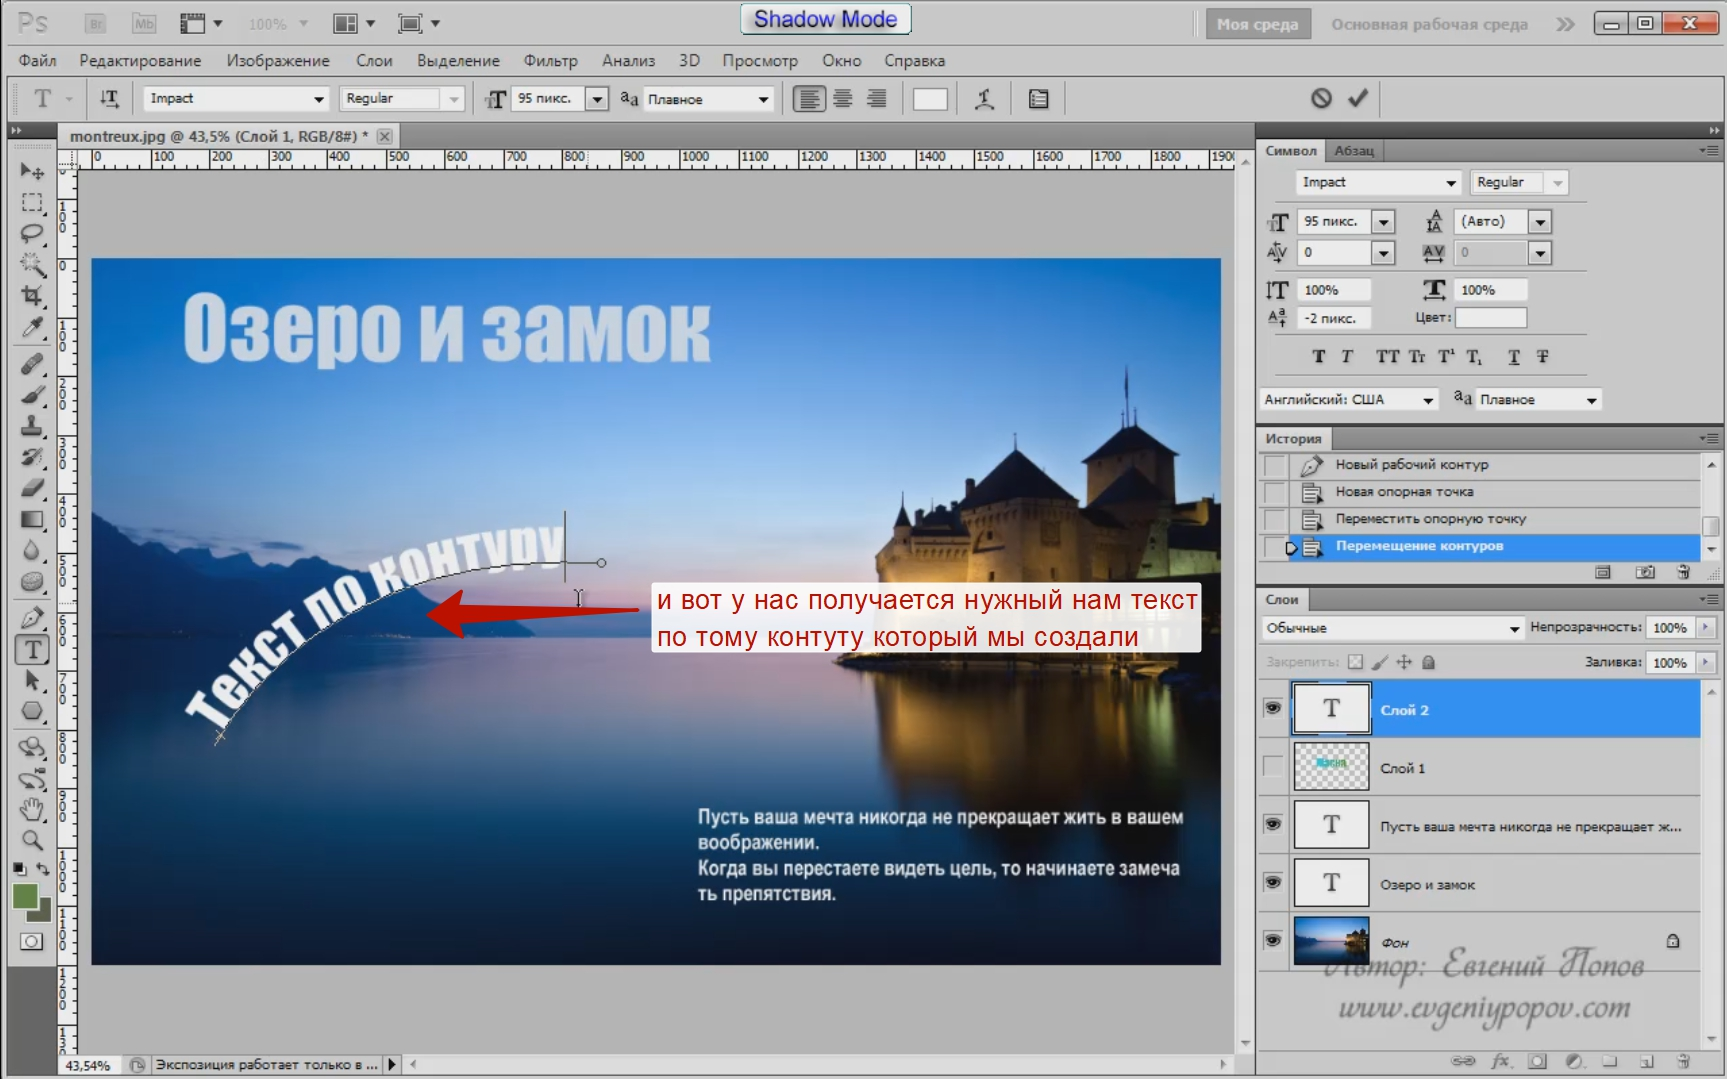 Ps
Br
Mb
100%
Shadow Mode
Моя среда
Основная рабочая среда
Файл Редактирование Изображение Слои Выделение Фильтр Анализ 3D Просмотр Окно Справка
T
Impact
Regular
95 пикс.
Плавное
montreux.jpg @ 43,5% (Слой 1, RGB/8#) *
0 100 200 300 400 500 600 700 800 900 1000 1100 1200 1300 1400 1500 1600 1700 1800 1900
Озеро и замок
Текст по контуру
и вот у нас получается нужный нам текст
по тому контуту который мы создали
Пусть ваша мечта никогда не прекращает жить в вашем
воображении.
Когда вы перестаете видеть цель, то начинаете замеча
ть препятствия.
43,54%
Экспозиция работает только в ...
Символ
Абзац
Impact
Regular
95 пикс.
(Авто)
0
0
100%
100%
-2 пикс.
Цвет:
T T TT Tт T¹ T₁ T T
Английский: США
Плавное
История
Новый рабочий контур
Новая опорная точка
Переместить опорную точку
Перемещение контуров
Слои
Обычные
Непрозрачность: 100%
Закрепить:
Заливка: 100%
Слой 2
Слой 1
Пусть ваша мечта никогда не прекращает ж...
Озеро и замок
Фон
Автор: Евгений Попов
www.evgeniypopov.com